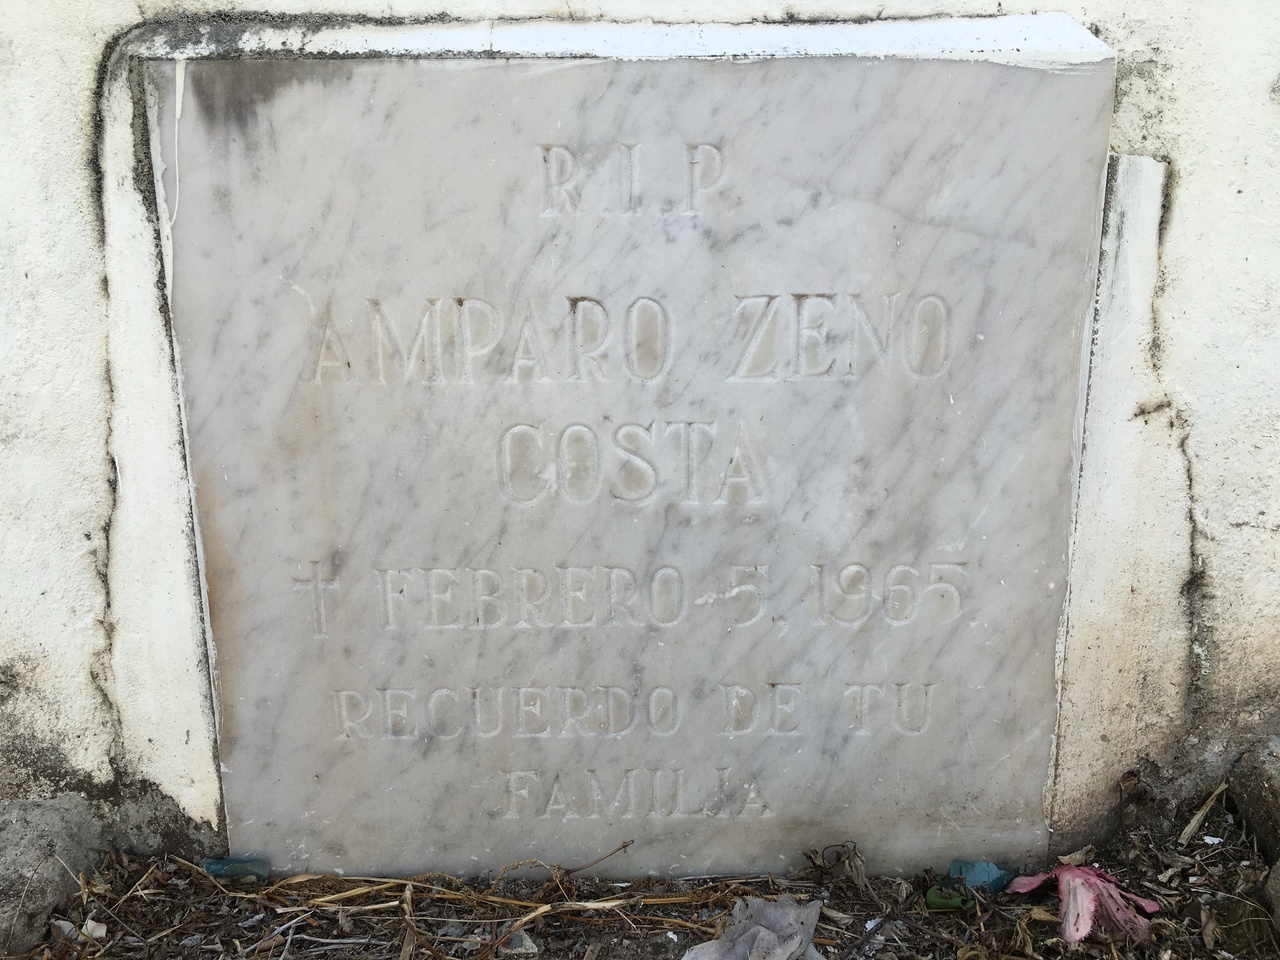 R.I.P.
AMPARO ZENO
COSTA
† FEBRERO-5, 1965.
RECUERDO DE TU
FAMILIA